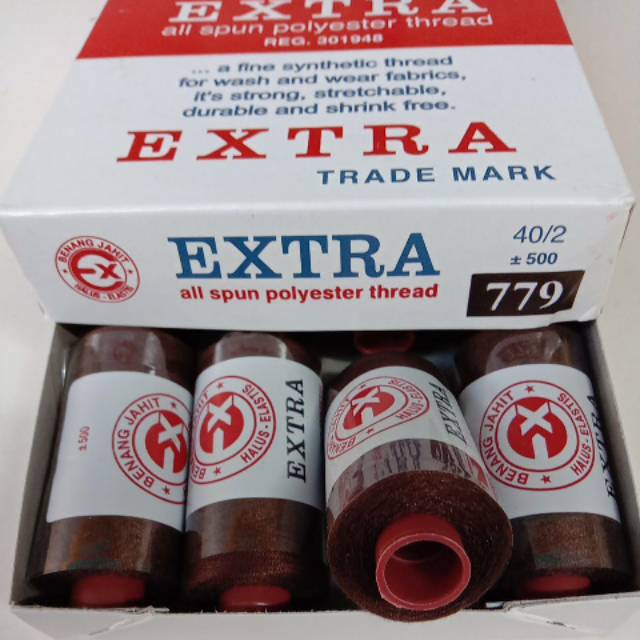 EXTRA
all spun polyester thread
REG. 301948
... a fine synthetic thread
for wash and wear fabrics,
it's strong, stretchable,
durable and shrink free.
EXTRA
TRADE MARK
BENANG JAHIT
EX
HALUS - ELASTIS
EXTRA
all spun polyester thread
40/2
± 500
779
±500
BENANG JAHIT
HALUS - ELASTIS
EXTRA
EXTRA
BENANG JAHIT
HALUS - ELASTIS
EXTRA
EXTRA